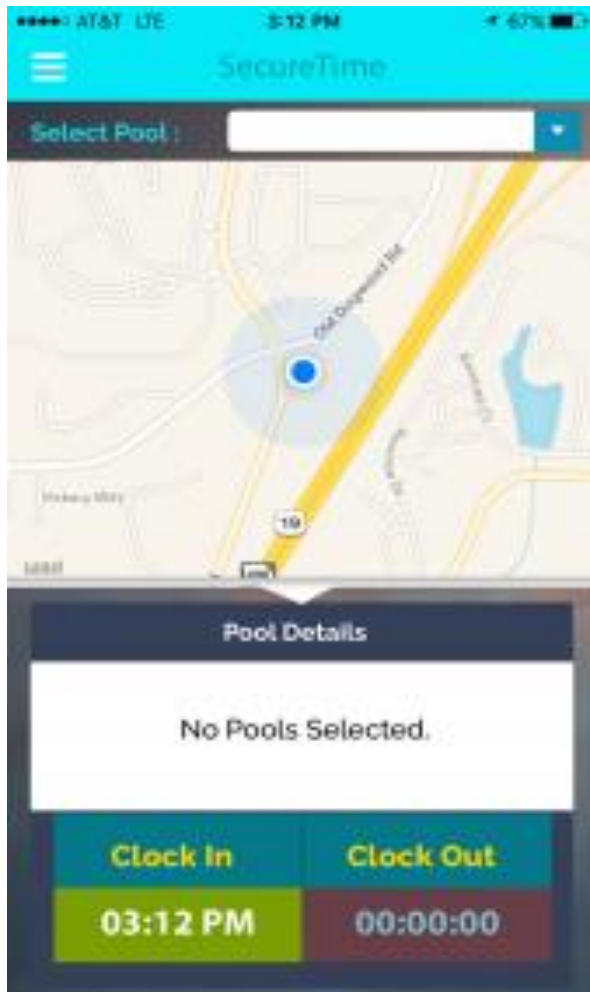 AT&T LTE 3:12 PM 67%
SecureTime
Select Pool :
Old Dogwood Rd
19
Pool Details
No Pools Selected.
Clock In Clock Out
03:12 PM 00:00:00